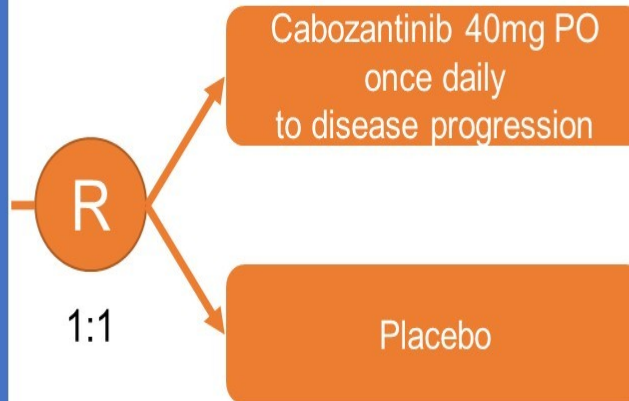 Cabozantinib 40mg PO
once daily
to disease progression
R
1:1
Placebo